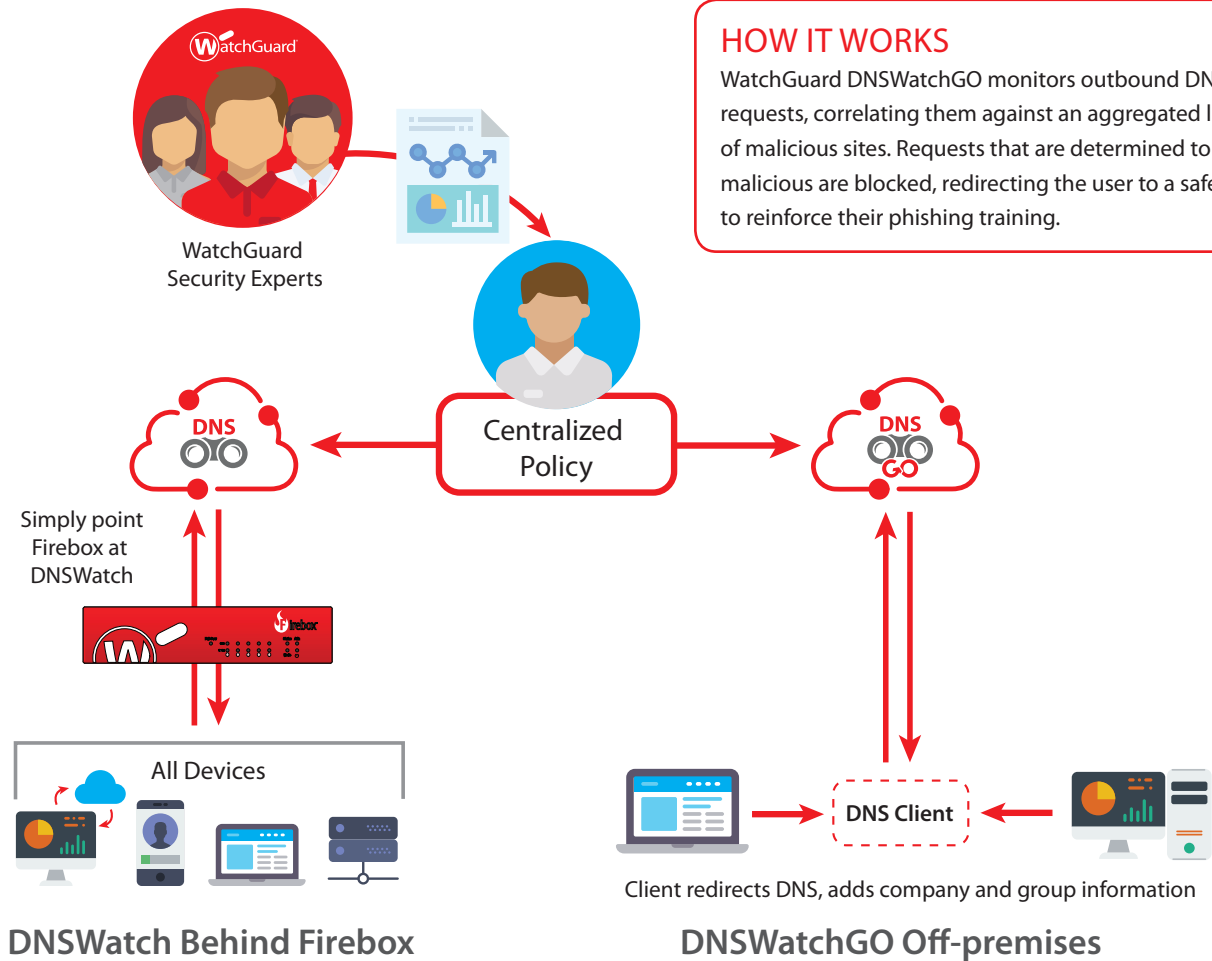 WatchGuard
HOW IT WORKS
WatchGuard DNSWatchGO monitors outbound DN
requests, correlating them against an aggregated l
of malicious sites. Requests that are determined to
malicious are blocked, redirecting the user to a safe
to reinforce their phishing training.
WatchGuard
Security Experts
Centralized
Policy
DNS
DNS
GO
Simply point
Firebox at
DNSWatch
Firebox
All Devices
DNS Client
Client redirects DNS, adds company and group information
DNSWatch Behind Firebox
DNSWatchGO Off-premises